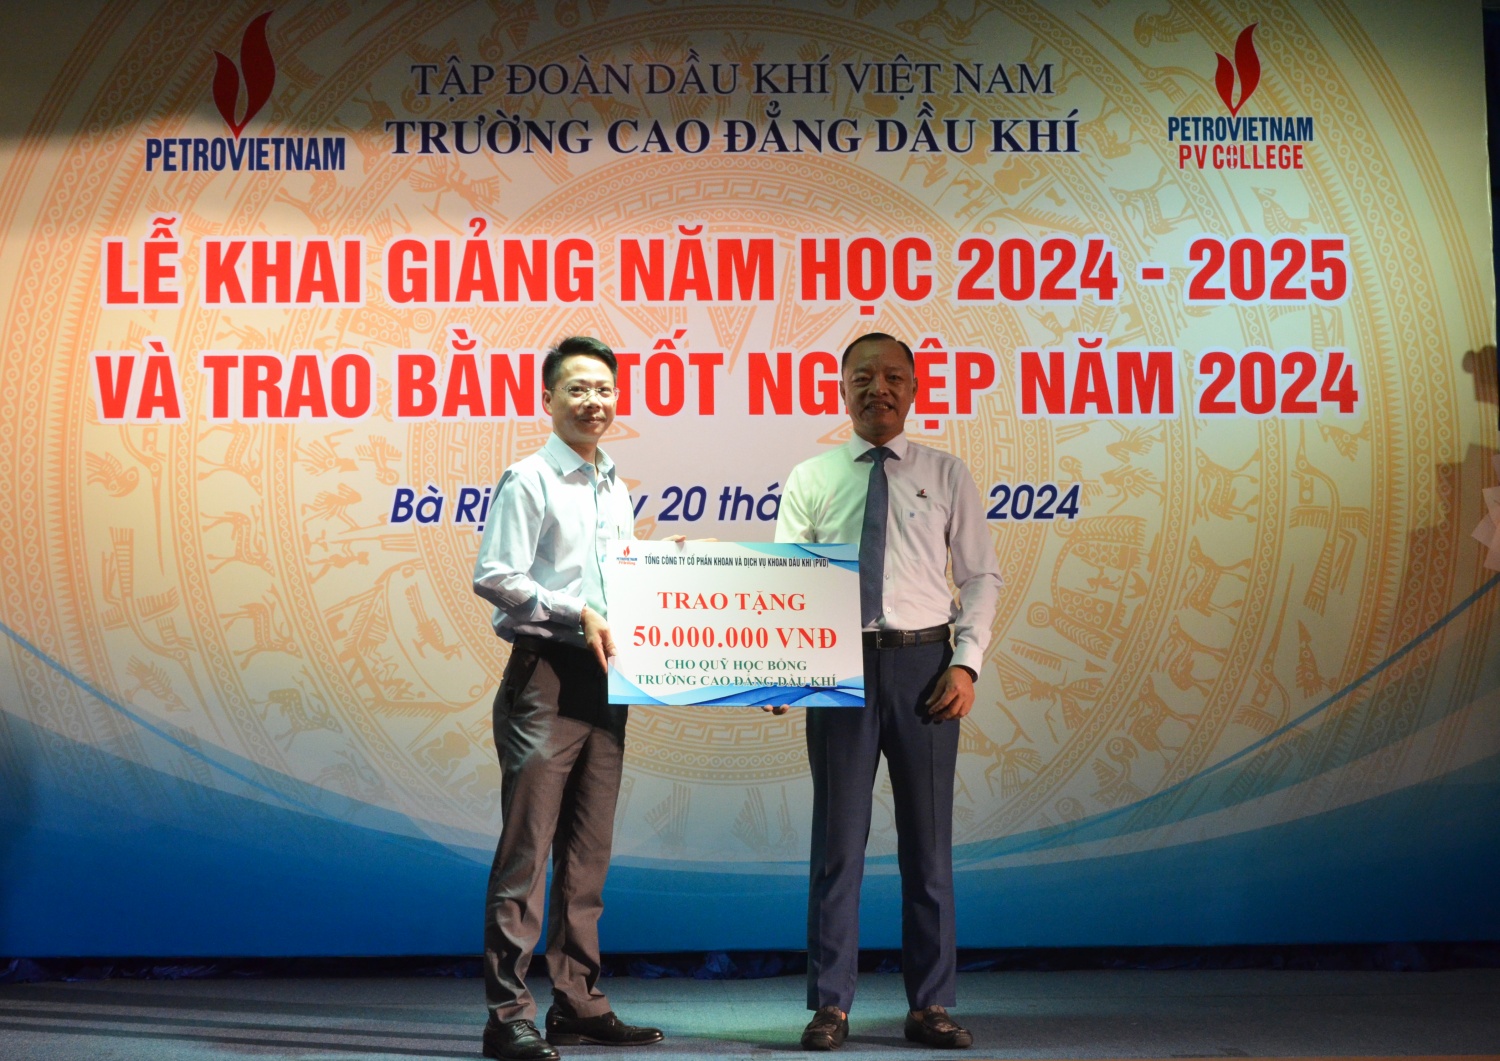 PETROVIETNAM
TẬP ĐOÀN DẦU KHÍ VIỆT NAM
TRƯỜNG CAO ĐẲNG DẦU KHÍ
PETROVIETNAM
PV COLLEGE
LỄ KHAI GIẢNG NĂM HỌC 2024 - 2025
VÀ TRAO BẰN TỐT NG ỆP NĂM 2024
Bà Rị y 20 thá 2024
TỔNG CÔNG TY CỔ PHẦN KHOAN VÀ DỊCH VỤ KHOAN DẦU KHÍ (PVD)
TRAO TẶNG
50.000.000 VNĐ
CHO QUỸ HỌC BỔNG
TRƯỜNG CAO ĐẲNG DẦU KHÍ